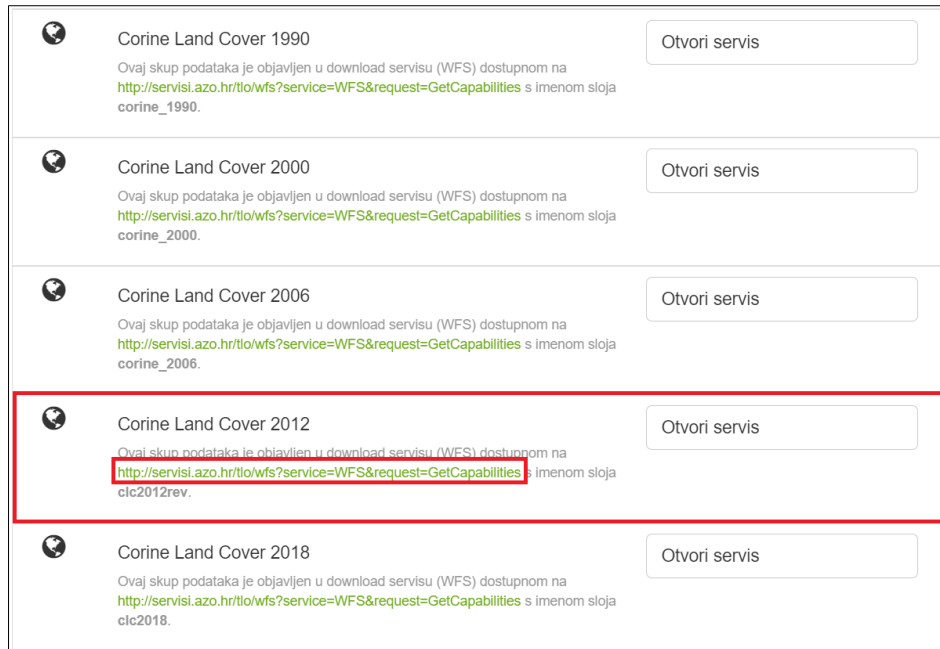 Corine Land Cover 1990
Otvori servis
Ovaj skup podataka je objavljen u download servisu (WFS) dostupnom na
http://servisi.azo.hr/tlo/wfs?service=WFS&request=GetCapabilities s imenom sloja
corine_1990.
Corine Land Cover 2000
Otvori servis
Ovaj skup podataka je objavljen u download servisu (WFS) dostupnom na
http://servisi.azo.hr/tlo/wfs?service=WFS&request=GetCapabilities s imenom sloja
corine_2000.
Corine Land Cover 2006
Otvori servis
Ovaj skup podataka je objavljen u download servisu (WFS) dostupnom na
http://servisi.azo.hr/tlo/wfs?service=WFS&request=GetCapabilities s imenom sloja
corine_2006.
Corine Land Cover 2012
Otvori servis
Ovaj skup podataka je objavljen u download servisu (WFS) dostupnom na
http://servisi.azo.hr/tlo/wfs?service=WFS&request=GetCapabilities s imenom sloja
clc2012rev.
Corine Land Cover 2018
Otvori servis
Ovaj skup podataka je objavljen u download servisu (WFS) dostupnom na
http://servisi.azo.hr/tlo/wfs?service=WFS&request=GetCapabilities s imenom sloja
clc2018.